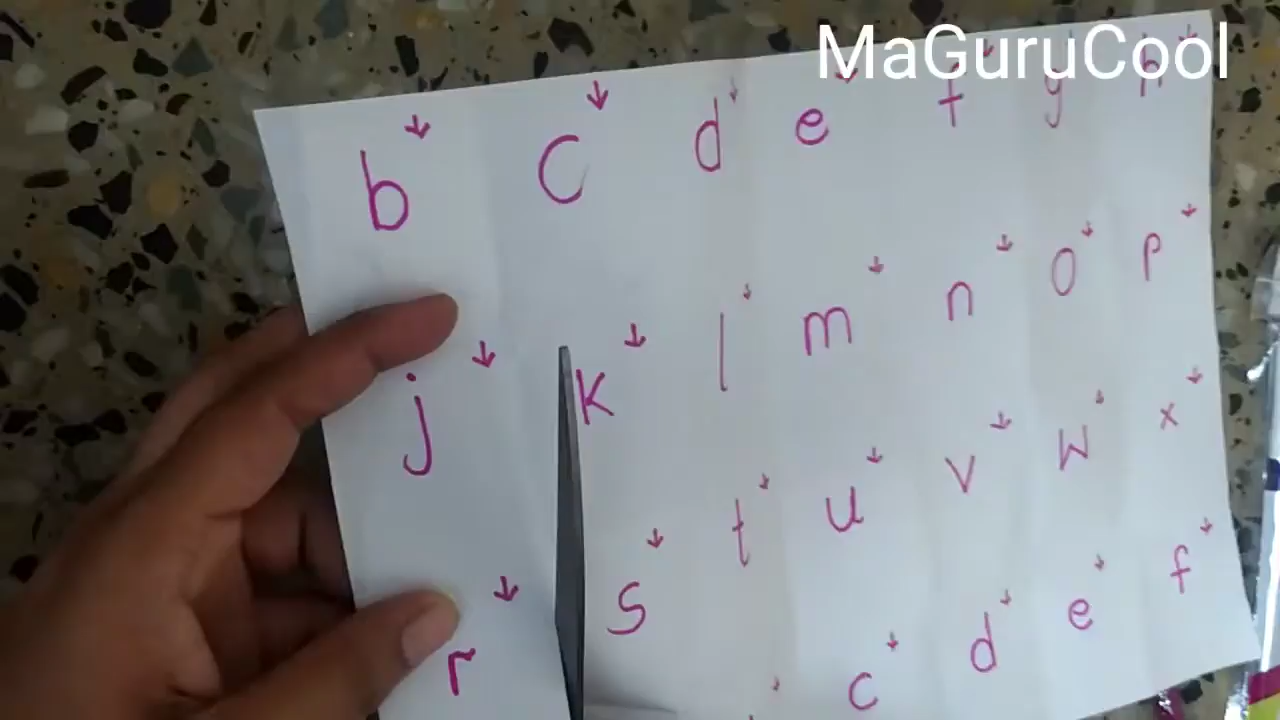 MaGuruCool
b c d e f g h
j k l m n o p
r s t u v w x
c d e f